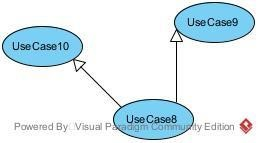 UseCase9
UseCase10
UseCase8
Powered By: Visual Paradigm Community Edition